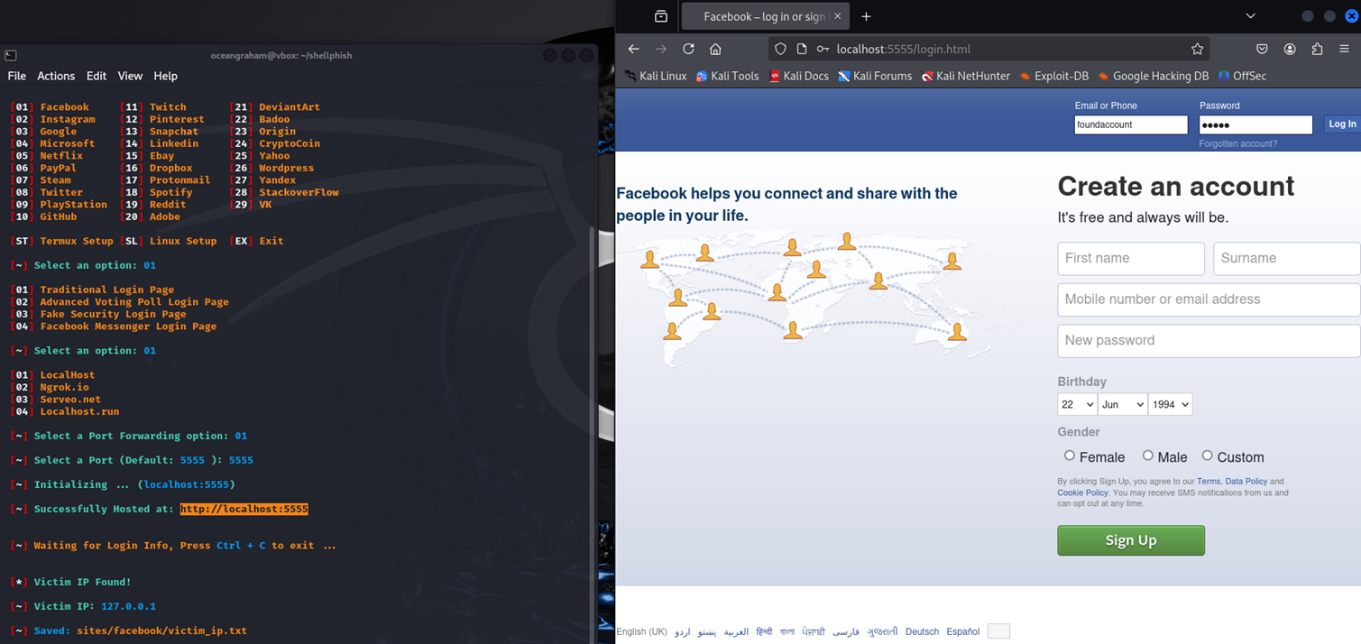 oceangraham@vbox: ~/shellphish
File Actions Edit View Help
[01] Facebook [11] Twitch [21] DeviantArt
[02] Instagram [12] Pinterest [22] Badoo
[03] Google [13] Snapchat [23] Origin
[04] Microsoft [14] Linkedin [24] CryptoCoin
[05] Netflix [15] Ebay [25] Yahoo
[06] PayPal [16] Dropbox [26] Wordpress
[07] Steam [17] Protonmail [27] Yandex
[08] Twitter [18] Spotify [28] StackoverFlow
[09] PlayStation [19] Reddit [29] VK
[10] GitHub [20] Adobe
[ST] Termux Setup [SL] Linux Setup [EX] Exit
[~] Select an option: 01
[01] Traditional Login Page
[02] Advanced Voting Poll Login Page
[03] Fake Security Login Page
[04] Facebook Messenger Login Page
[~] Select an option: 01
[01] LocalHost
[02] Ngrok.io
[03] Serveo.net
[04] Localhost.run
[~] Select a Port Forwarding option: 01
[~] Select a Port (Default: 5555 ): 5555
[~] Initializing ... (localhost:5555)
[~] Successfully Hosted at: http://localhost:5555
[~] Waiting for Login Info, Press Ctrl + C to exit ...
[*] Victim IP Found!
[~] Victim IP: 127.0.0.1
[~] Saved: sites/facebook/victim_ip.txt
Facebook – log in or sign
localhost:5555/login.html
Kali Linux Kali Tools Kali Docs Kali Forums Kali NetHunter Exploit-DB Google Hacking DB OffSec
Email or Phone Password
foundaccount ••••• Log In
Forgotten account?
Facebook helps you connect and share with the
people in your life.
Create an account
It's free and always will be.
First name Surname
Mobile number or email address
New password
Birthday
22 Jun 1994
Gender
Female Male Custom
By clicking Sign Up, you agree to our Terms, Data Policy and
Cookie Policy. You may receive SMS notifications from us and
can opt out at any time.
Sign Up
English (UK) اردو پښتو العربية हिन्दी বাংলা ਪੰਜਾਬੀ فارسی ગુજરાતી Deutsch Español